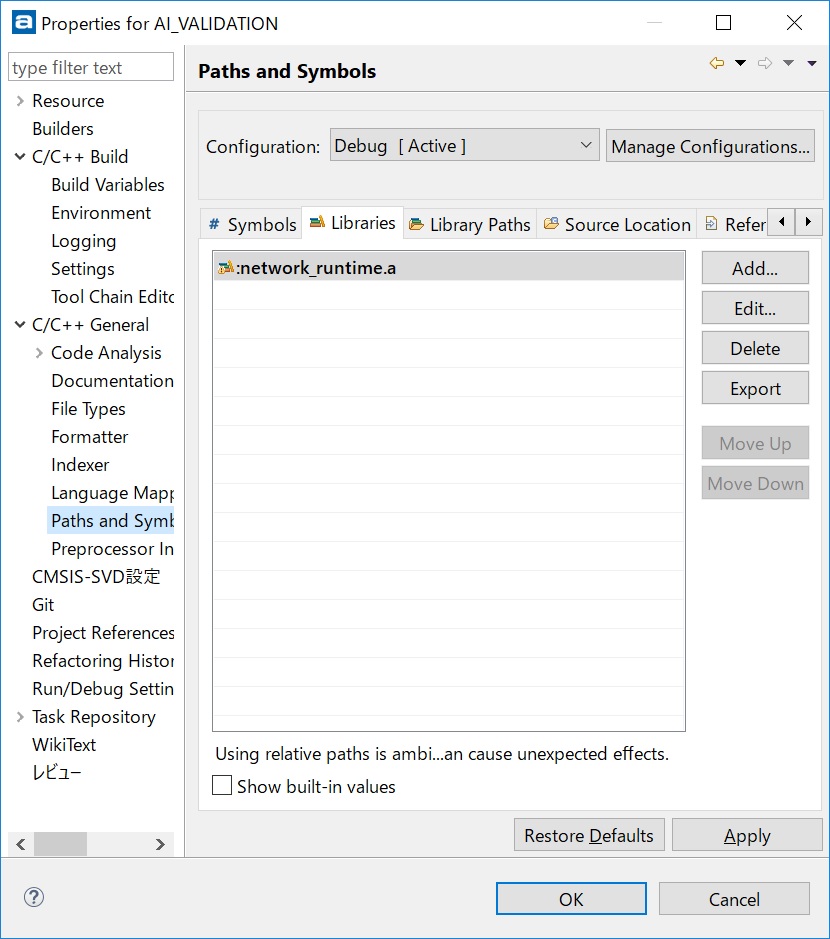 Properties for AI_VALIDATION
type filter text
Resource
Builders
C/C++ Build
Build Variables
Environment
Logging
Settings
Tool Chain Edito
C/C++ General
Code Analysis
Documentation
File Types
Formatter
Indexer
Language Mapp
Paths and Symb
Preprocessor In
CMSIS-SVD設定
Git
Project References
Refactoring Histor
Run/Debug Settin
Task Repository
WikiText
レビュー
Paths and Symbols
Configuration: Debug [ Active ] Manage Configurations...
# Symbols Libraries Library Paths Source Location Refer
:network_runtime.a
Add...
Edit...
Delete
Export
Move Up
Move Down
Using relative paths is ambi...an cause unexpected effects.
Show built-in values
Restore Defaults Apply
OK Cancel